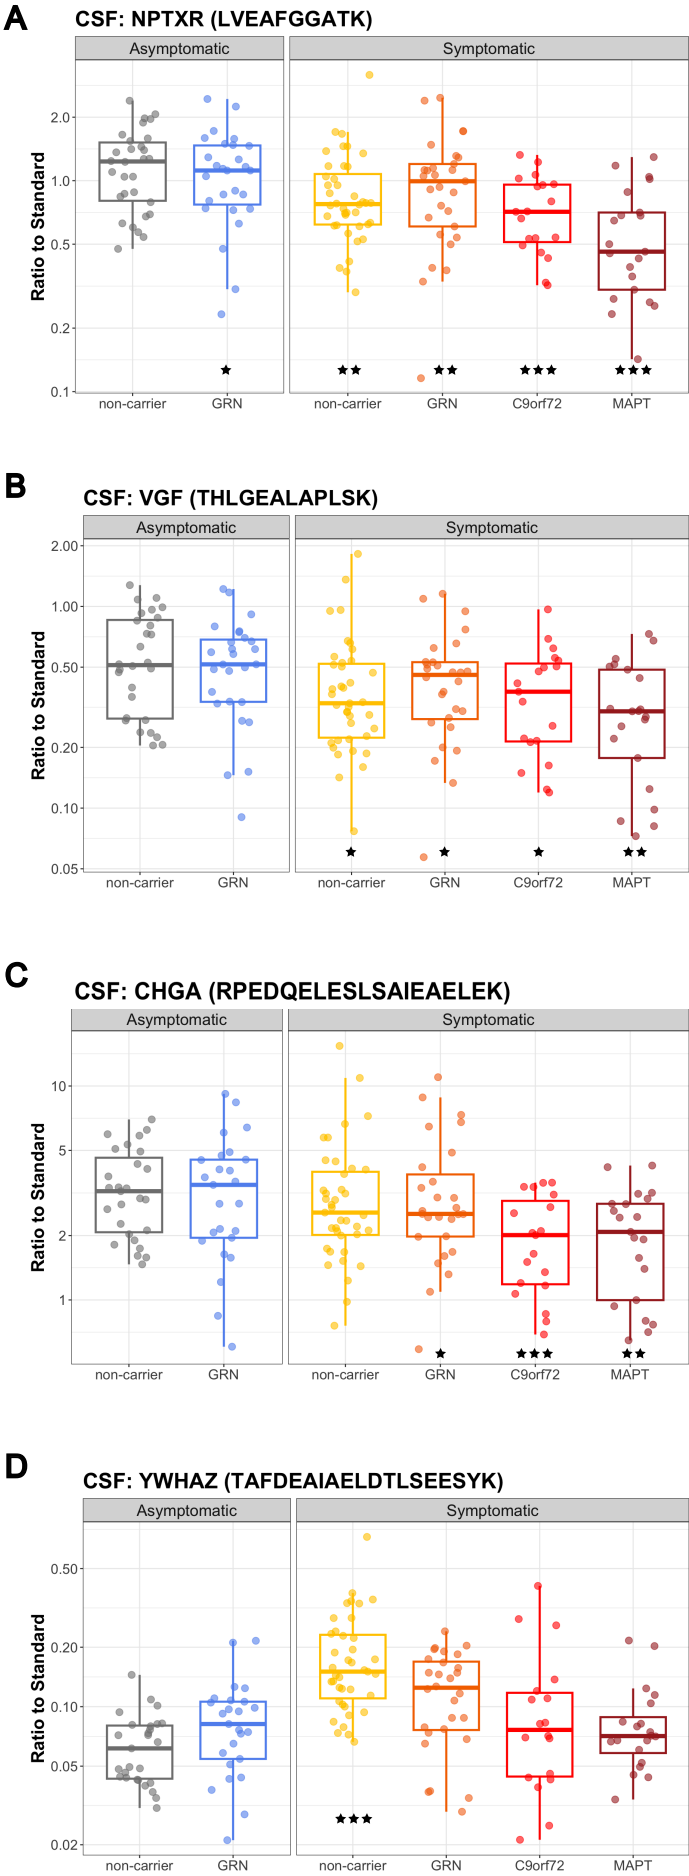 A
CSF: NPTXR (LVEAFGGATK)
Asymptomatic Symptomatic
Ratio to Standard
2.0
1.0
0.5
0.2
0.1
★ ★★ ★★ ★★★ ★★★
non-carrier GRN non-carrier GRN C9orf72 MAPT
B
CSF: VGF (THLGEALAPLSK)
Asymptomatic Symptomatic
Ratio to Standard
2.00
1.00
0.50
0.20
0.10
0.05
★ ★ ★ ★★
non-carrier GRN non-carrier GRN C9orf72 MAPT
C
CSF: CHGA (RPEDQELESLSAIEAELEK)
Asymptomatic Symptomatic
Ratio to Standard
10
5
2
1
★ ★★★ ★★
non-carrier GRN non-carrier GRN C9orf72 MAPT
D
CSF: YWHAZ (TAFDEAIAELDTLSEESYK)
Asymptomatic Symptomatic
Ratio to Standard
0.50
0.20
0.10
0.05
0.02
★★★
non-carrier GRN non-carrier GRN C9orf72 MAPT